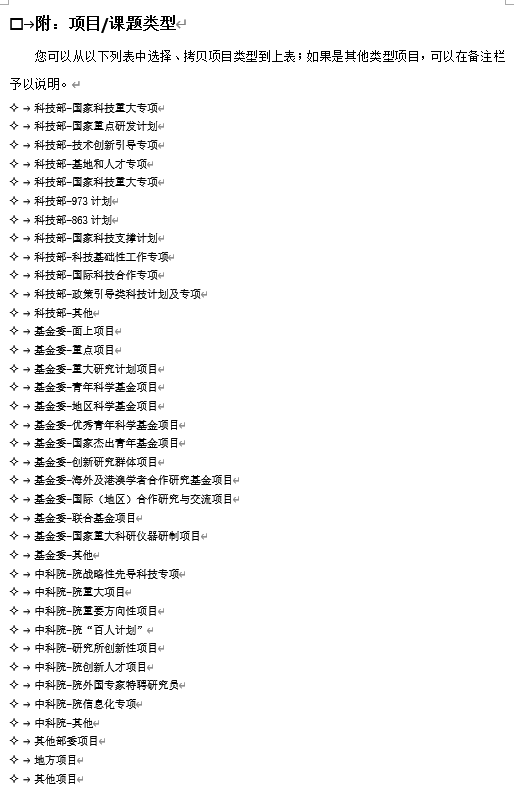 □→附：项目/课题类型↵
您可以从以下列表中选择、拷贝项目类型到上表；如果是其他类型项目，可以在备注栏
予以说明。↵
✧→科技部-国家科技重大专项↵
✧→科技部-国家重点研发计划↵
✧→科技部-技术创新引导专项↵
✧→科技部-基地和人才专项↵
✧→科技部-国家科技重大专项↵
✧→科技部-973 计划↵
✧→科技部-863 计划↵
✧→科技部-国家科技支撑计划↵
✧→科技部-科技基础性工作专项↵
✧→科技部-国际科技合作专项↵
✧→科技部-政策引导类科技计划及专项↵
✧→科技部-其他↵
✧→基金委-面上项目↵
✧→基金委-重点项目↵
✧→基金委-重大研究计划项目↵
✧→基金委-青年科学基金项目↵
✧→基金委-地区科学基金项目↵
✧→基金委-优秀青年科学基金项目↵
✧→基金委-国家杰出青年基金项目↵
✧→基金委-创新研究群体项目↵
✧→基金委-海外及港澳学者合作研究基金项目↵
✧→基金委-国际（地区）合作研究与交流项目↵
✧→基金委-联合基金项目↵
✧→基金委-国家重大科研仪器研制项目↵
✧→基金委-其他↵
✧→中科院-院战略性先导科技专项↵
✧→中科院-院重大项目↵
✧→中科院-院重要方向性项目↵
✧→中科院-院“百人计划”↵
✧→中科院-研究所创新性项目↵
✧→中科院-院创新人才项目↵
✧→中科院-院外国专家特聘研究员↵
✧→中科院-院信息化专项↵
✧→中科院-其他↵
✧→其他部委项目↵
✧→地方项目↵
✧→其他项目↵